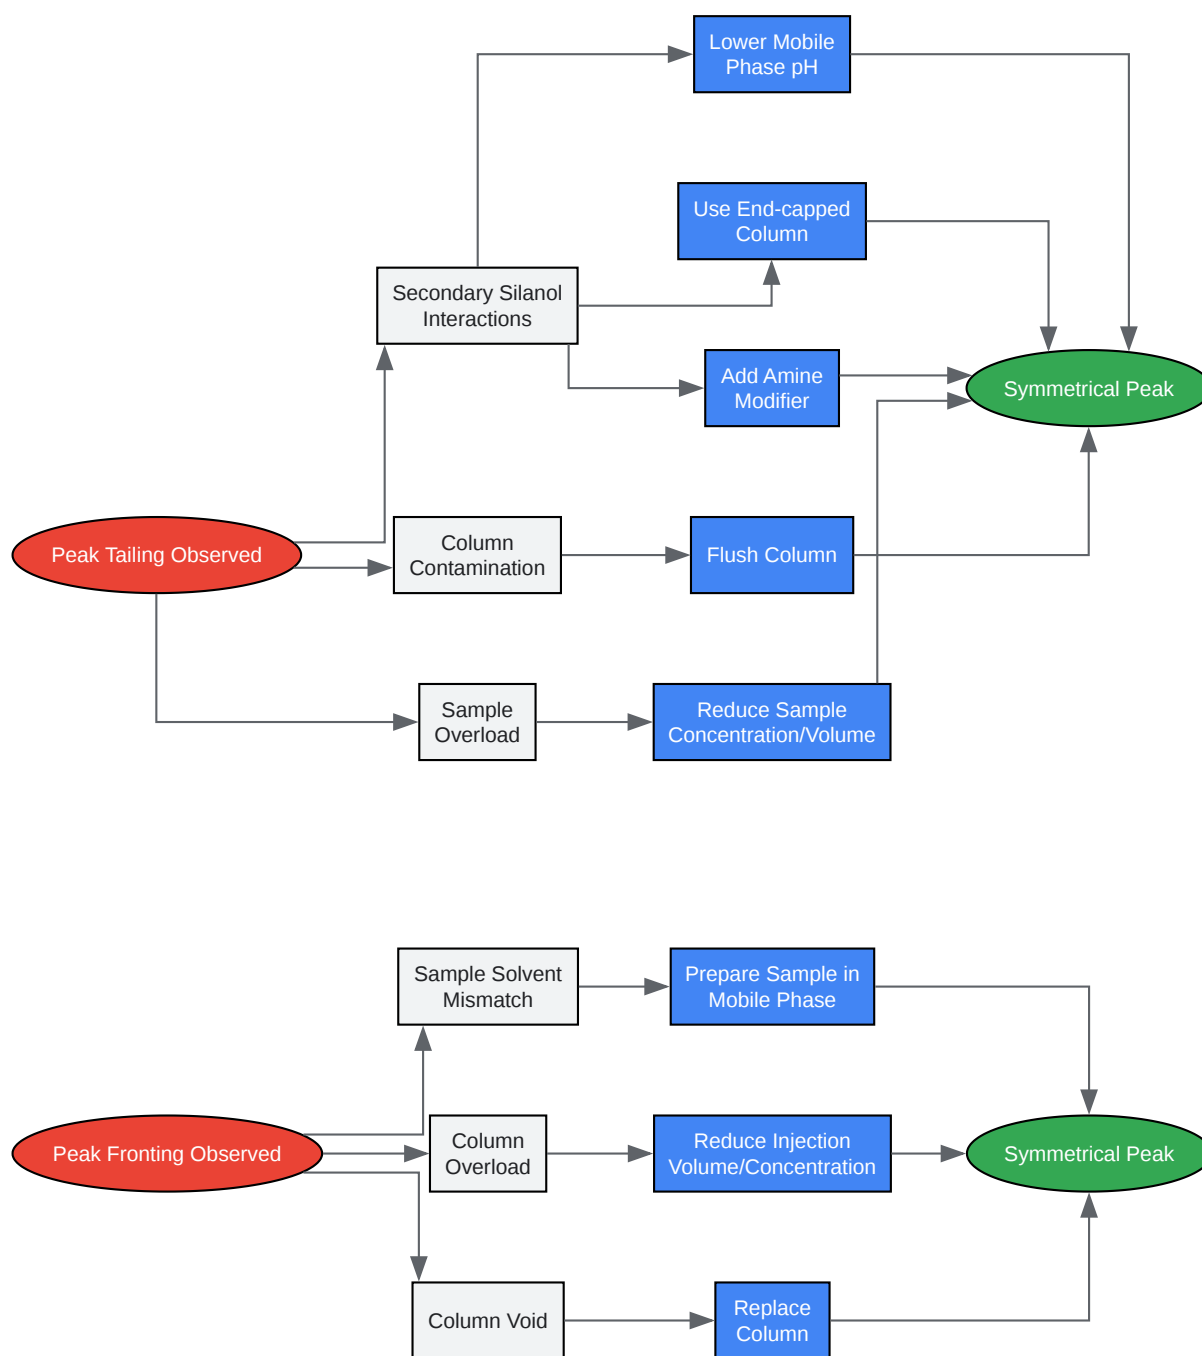 Lower Mobile
Phase pH
Use End-capped
Column
Secondary Silanol
Interactions
Add Amine
Modifier
Symmetrical Peak
Peak Tailing Observed
Column
Contamination
Flush Column
Sample
Overload
Reduce Sample
Concentration/Volume
Sample Solvent
Mismatch
Prepare Sample in
Mobile Phase
Peak Fronting Observed
Column
Overload
Reduce Injection
Volume/Concentration
Symmetrical Peak
Column Void
Replace
Column